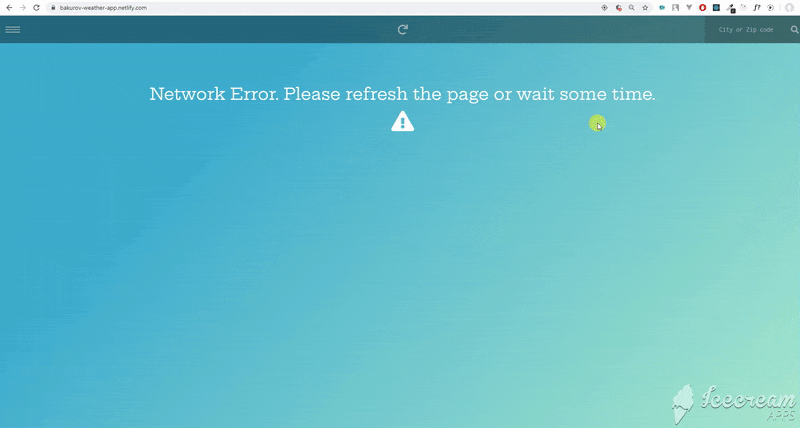 bakurov-weather-app.netlify.com
City or Zip code
Network Error. Please refresh the page or wait some time.
Icecream
APPS